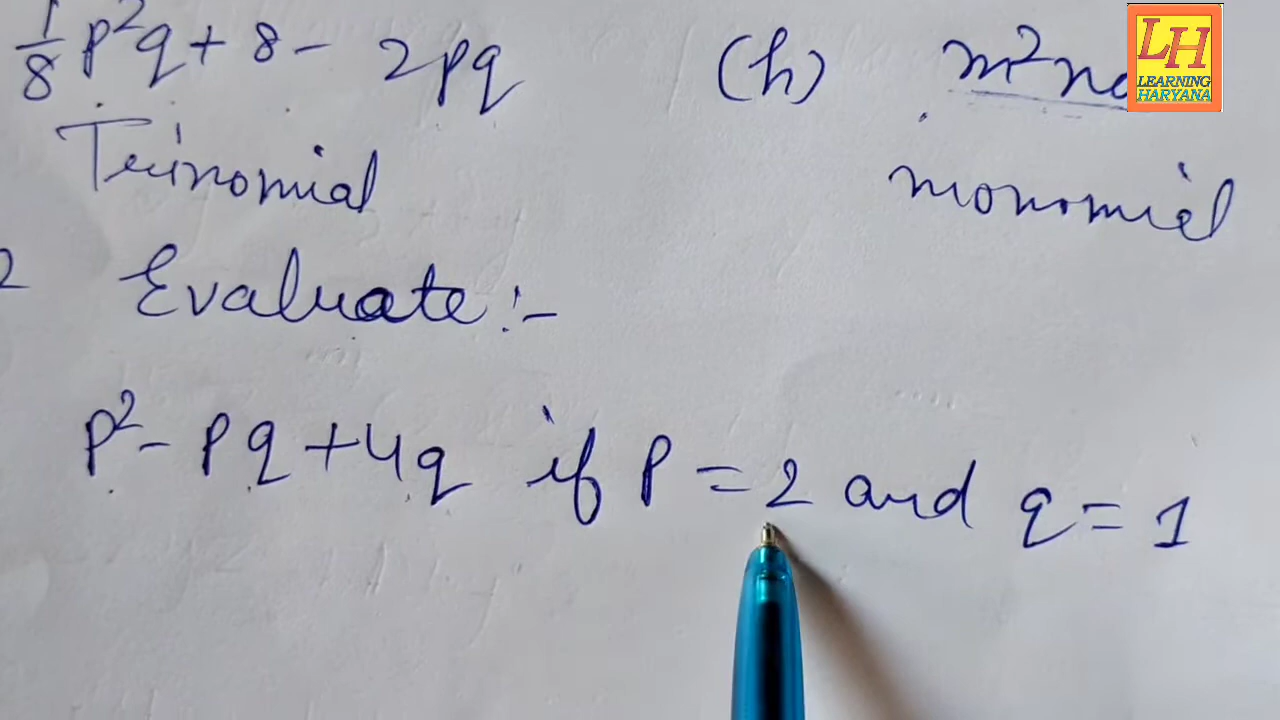 1/8 p²q + 8 - 2pq (h) m²n
Trinomial monomial
2 Evaluate :-
p² - pq + 4q if p = 2 and q = 1
LH
LEARNING
HARYANA